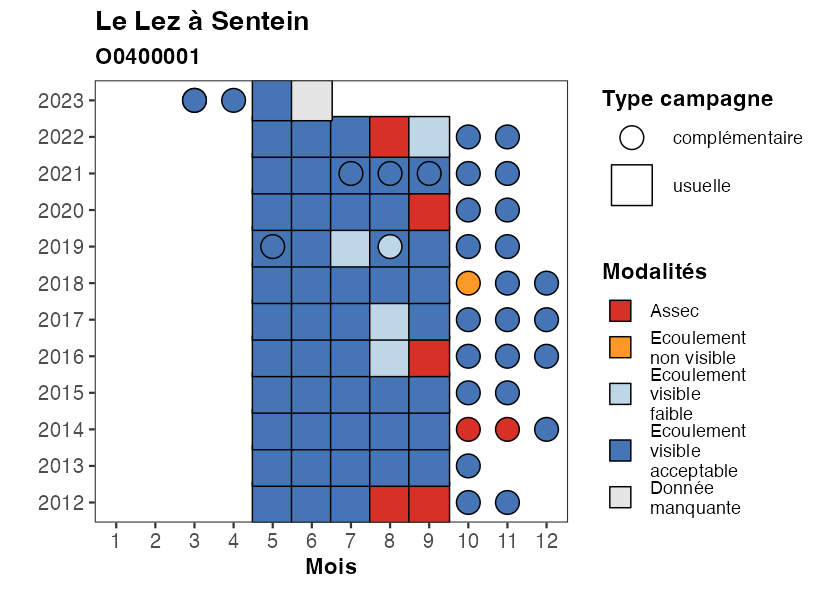 Le Lez à Sentein
O0400001
2023
2022
2021
2020
2019
2018
2017
2016
2015
2014
2013
2012
1 2 3 4 5 6 7 8 9 10 11 12
Mois
Type campagne
complémentaire
usuelle
Modalités
Assec
Ecoulement
non visible
Ecoulement
visible
faible
Ecoulement
visible
acceptable
Donnée
manquante